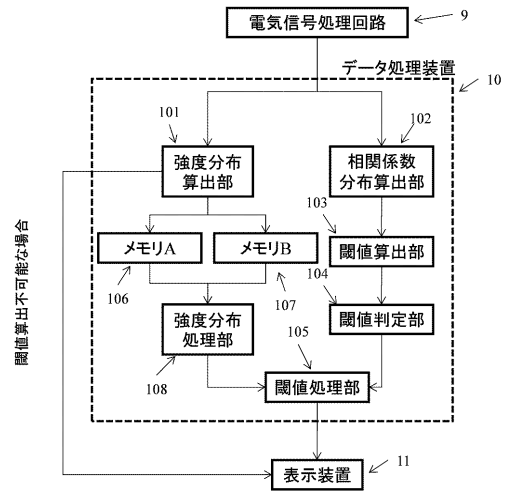 電気信号処理回路
9
データ処理装置
10
101
102
強度分布
算出部
相関係数
分布算出部
103
閾値算出部
メモリA
メモリB
106
107
104
閾値判定部
強度分布
処理部
108
105
閾値処理部
閾値算出不可能な場合
表示装置
11